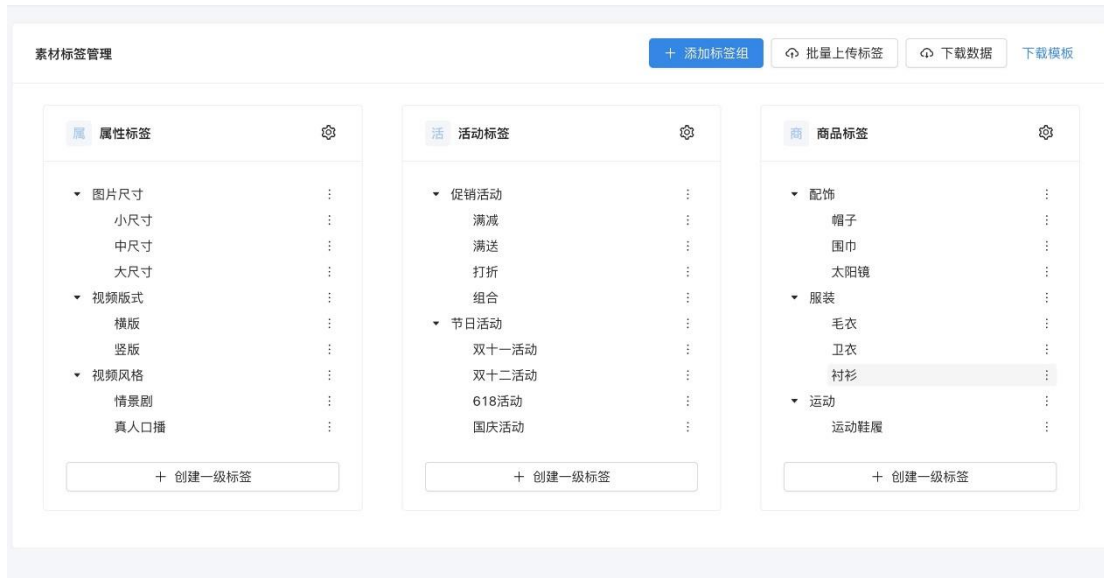 素材标签管理
添加标签组
批量上传标签
下载数据
下载模板
属 属性标签
图片尺寸
小尺寸
中尺寸
大尺寸
视频版式
横版
竖版
视频风格
情景剧
真人口播
+ 创建一级标签
活 活动标签
促销活动
满减
满送
打折
组合
节日活动
双十一活动
双十二活动
618活动
国庆活动
+ 创建一级标签
商 商品标签
配饰
帽子
围巾
太阳镜
服装
毛衣
卫衣
衬衫
运动
运动鞋履
+ 创建一级标签